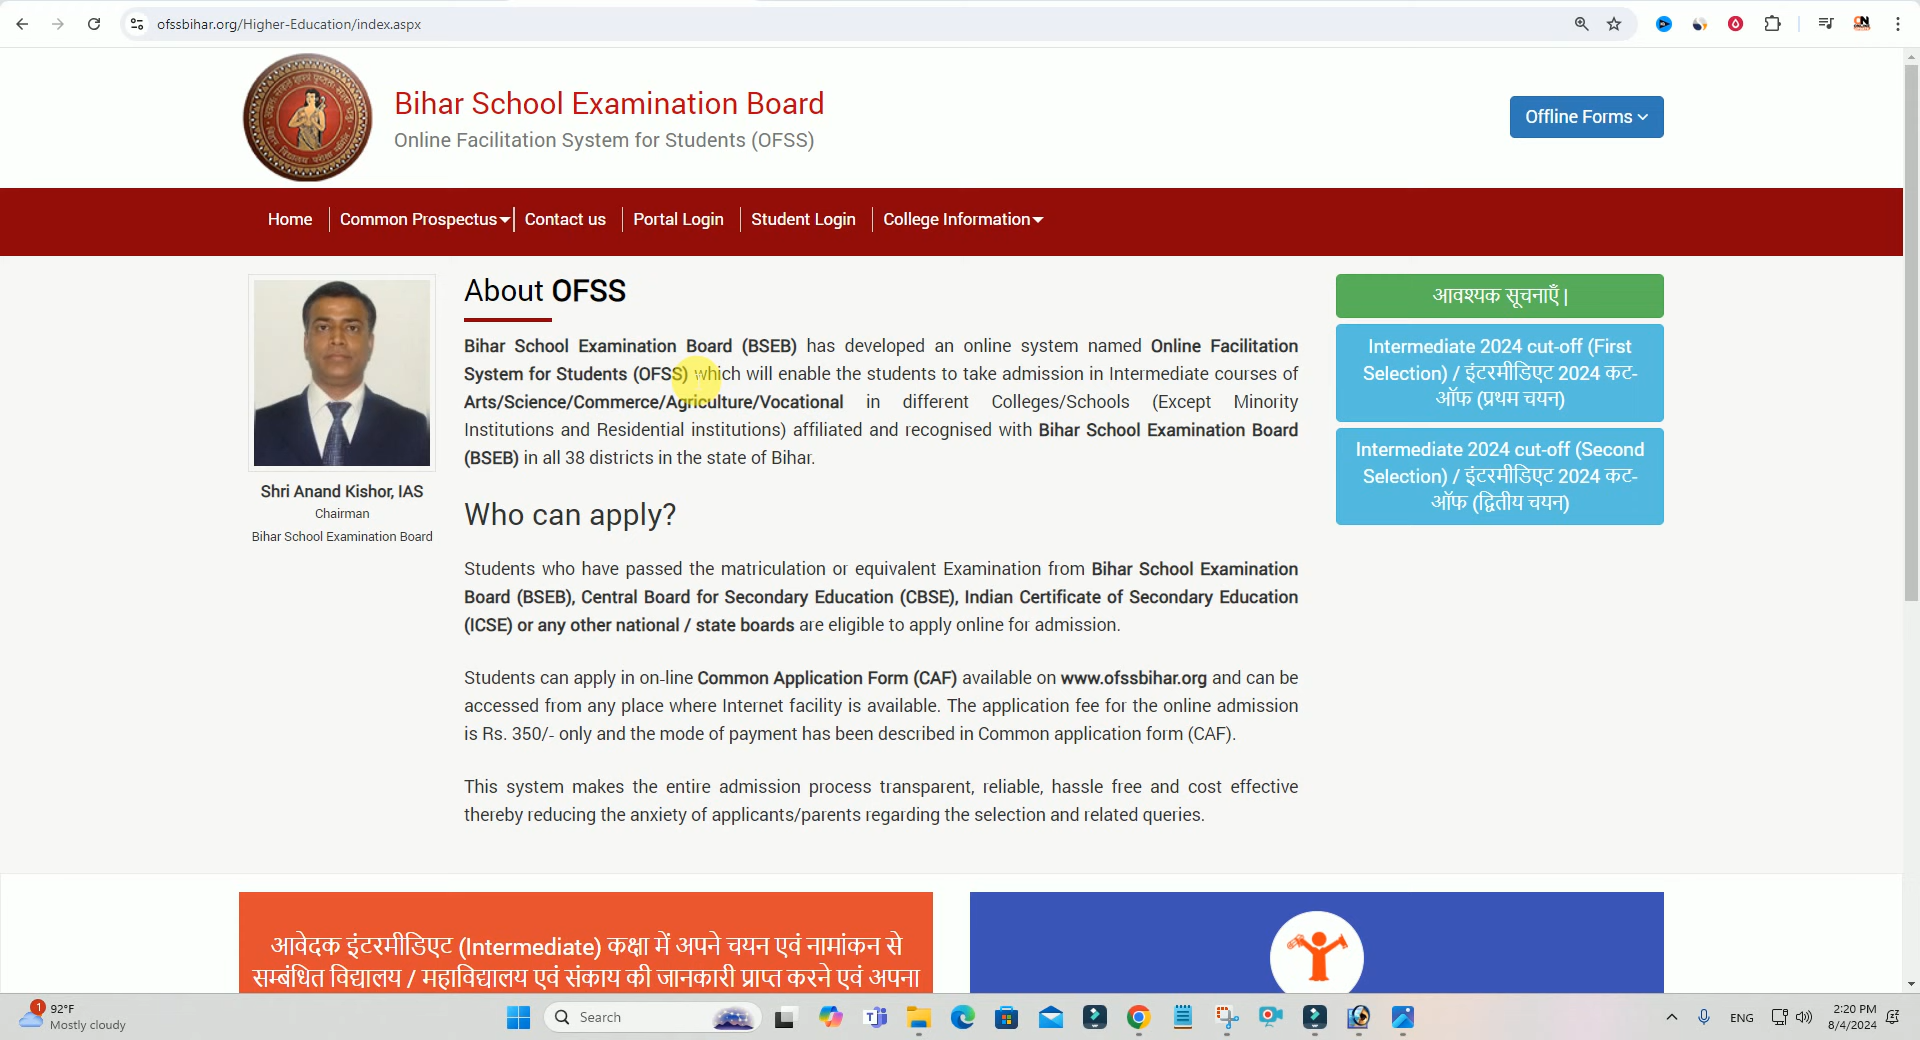 ofssbihar.org/Higher-Education/index.aspx
Bihar School Examination Board
Online Facilitation System for Students (OFSS)
Offline Forms
Home
Common Prospectus
Contact us
Portal Login
Student Login
College Information
Shri Anand Kishor, IAS
Chairman
Bihar School Examination Board
About OFSS
Bihar School Examination Board (BSEB) has developed an online system named Online Facilitation
System for Students (OFSS) which will enable the students to take admission in Intermediate courses of
Arts/Science/Commerce/Agriculture/Vocational in different Colleges/Schools (Except Minority
Institutions and Residential institutions) affiliated and recognised with Bihar School Examination Board
(BSEB) in all 38 districts in the state of Bihar.
Who can apply?
Students who have passed the matriculation or equivalent Examination from Bihar School Examination
Board (BSEB), Central Board for Secondary Education (CBSE), Indian Certificate of Secondary Education
(ICSE) or any other national / state boards are eligible to apply online for admission.
Students can apply in on-line Common Application Form (CAF) available on www.ofssbihar.org and can be
accessed from any place where Internet facility is available. The application fee for the online admission
is Rs. 350/- only and the mode of payment has been described in Common application form (CAF).
This system makes the entire admission process transparent, reliable, hassle free and cost effective
thereby reducing the anxiety of applicants/parents regarding the selection and related queries.
आवश्यक सूचनाएँ |
Intermediate 2024 cut-off (First
Selection) / इंटरमीडिएट 2024 कट-
ऑफ (प्रथम चयन)
Intermediate 2024 cut-off (Second
Selection) / इंटरमीडिएट 2024 कट-
ऑफ (द्वितीय चयन)
आवेदक इंटरमीडिएट (Intermediate) कक्षा में अपने चयन एवं नामांकन से
सम्बंधित विद्यालय / महाविद्यालय एवं संकाय की जानकारी प्राप्त करने एवं अपना
1
92°F
Mostly cloudy
Search
ENG
2:20 PM
8/4/2024